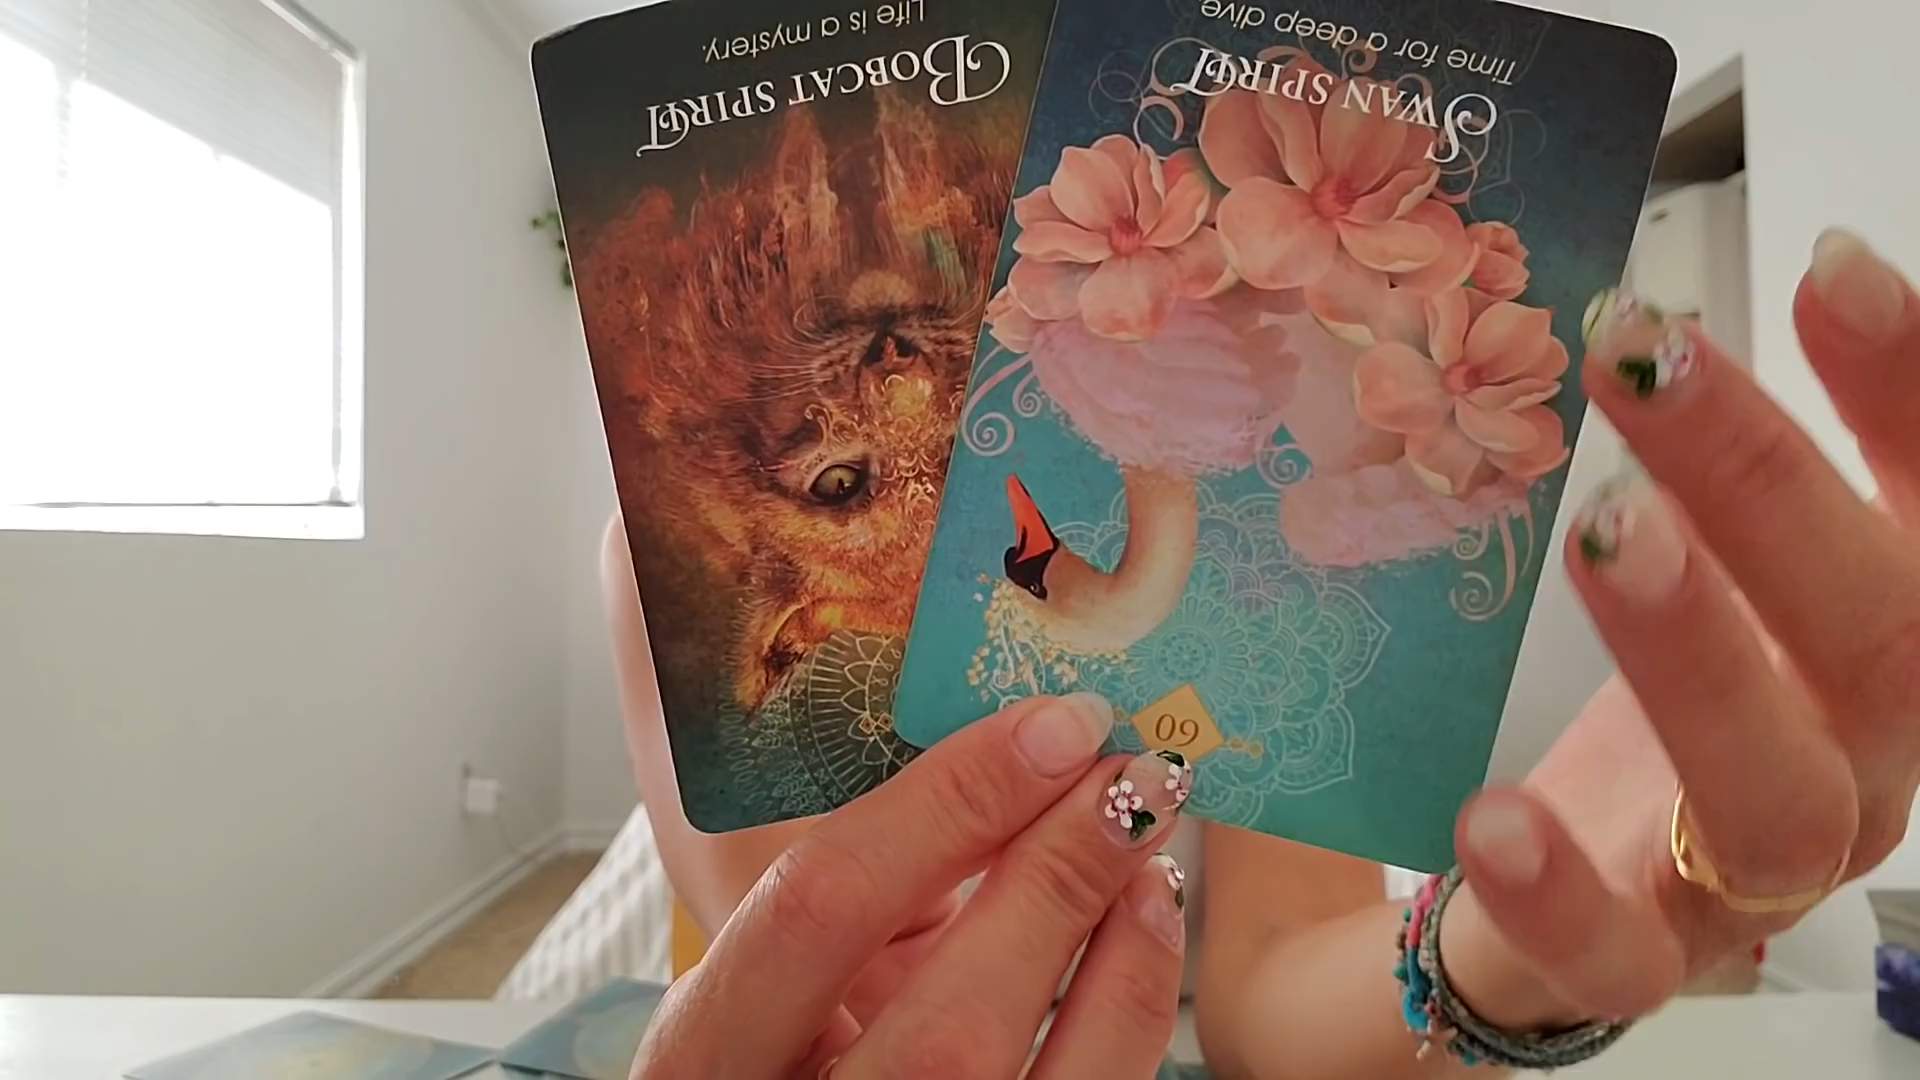 BOBCAT SPIRIT
Life is a mystery.
60
SWAN SPIRIT
Time for a deep dive.